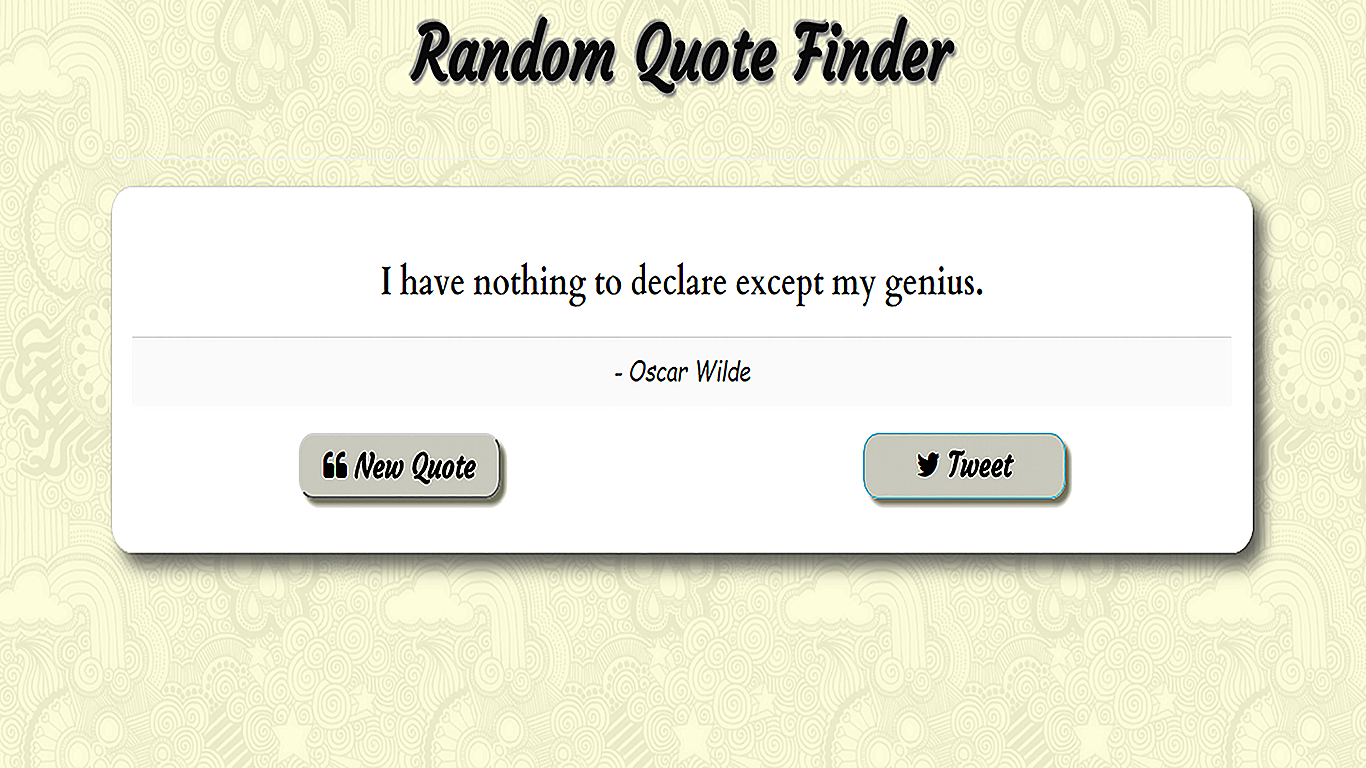 Random Quote Finder
I have nothing to declare except my genius.
- Oscar Wilde
New Quote
Tweet